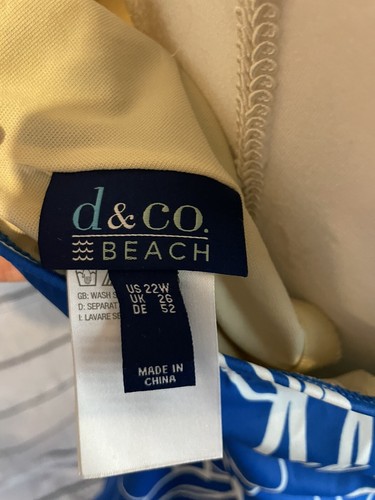 d&co.
BEACH
US 22W
UK 26
DE 52
GB: WASH
D: SEPARAT
I: LAVARE SE
MADE IN
CHINA